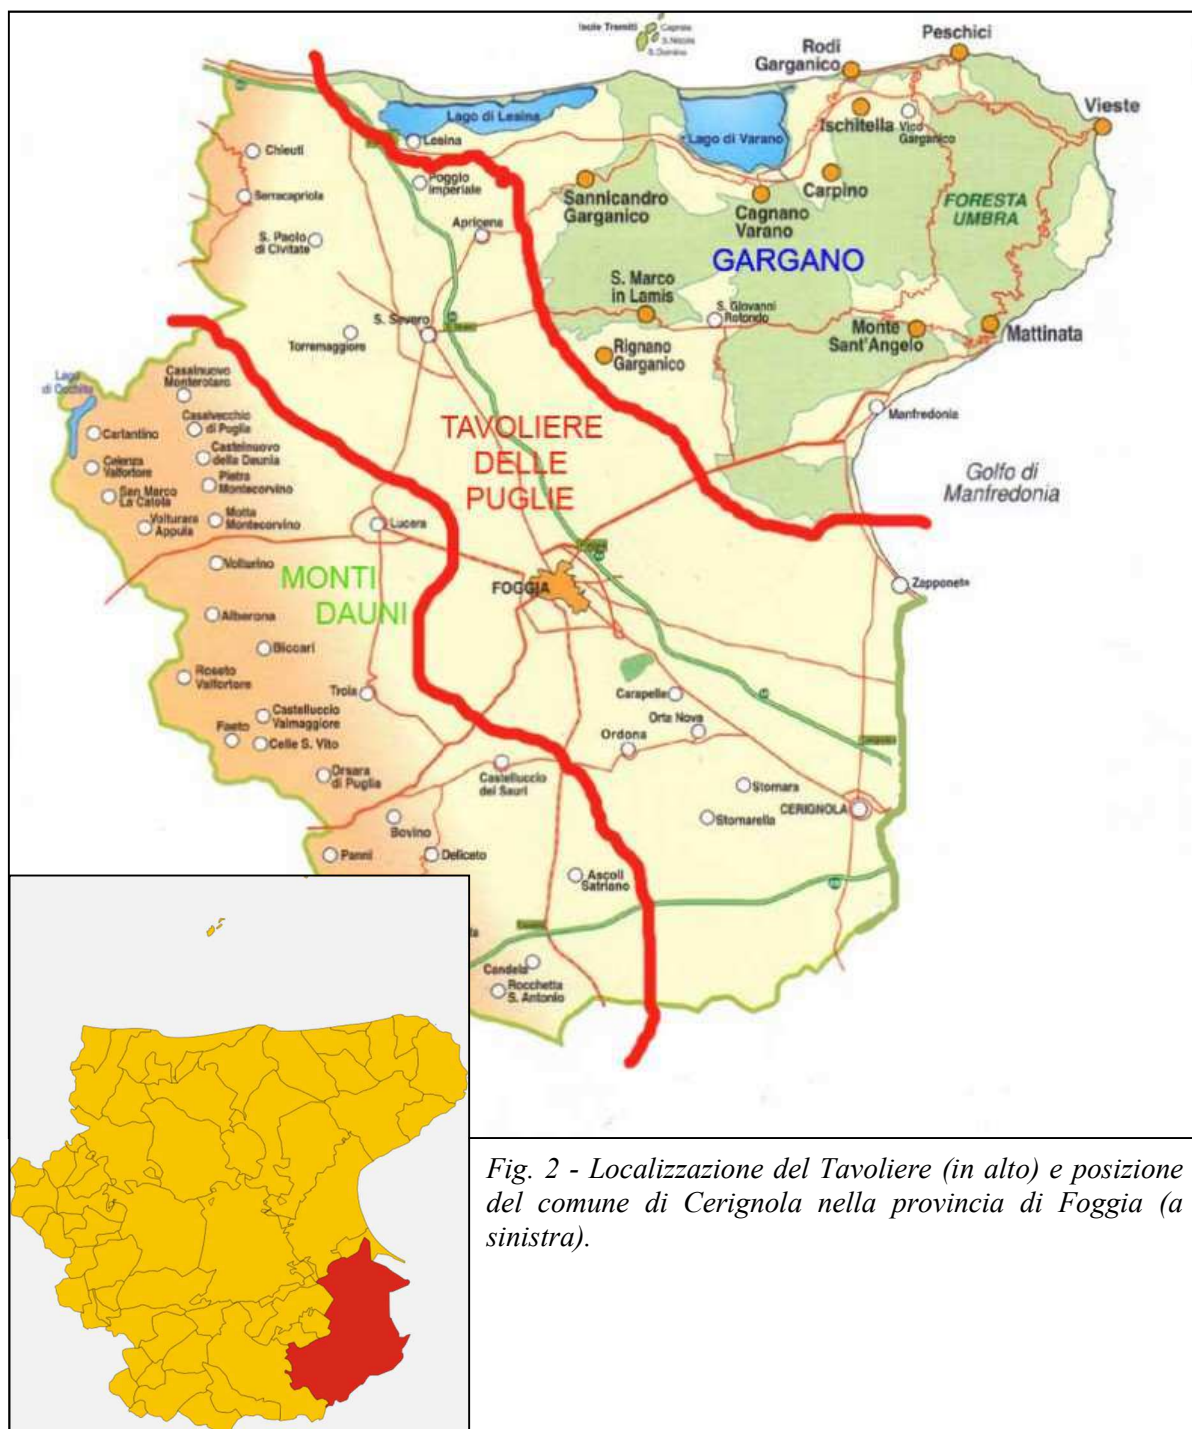 Isole Tremiti
Caprara
S. Nicola
S. Domino
Peschici
Rodi
Garganico
Vieste
Lago di Lesina
Lesina
Lago di Varano
Ischitella
Vico
Garganico
Chieuti
Poggio
Imperiale
Serracapriola
Sannicandro
Garganico
Carpino
Cagnano
Varano
FORESTA
UMBRA
Apricena
S. Paolo
di Civitate
GARGANO
S. Marco
in Lamis
S. Giovanni
Rotondo
Monte
Sant'Angelo
Mattinata
S. Severo
Torremaggiore
Rignano
Garganico
Lago
Casalnuovo
Monterotaro
Manfredonia
Casalvecchio
di Puglia
Carlantino
TAVOLIERE
DELLE
PUGLIE
Castelnuovo
della Daunia
Celenza
Valfortore
Golfo di
Manfredonia
Pietra
Montecorvino
San Marco
La Catola
Motta
Montecorvino
Volturara
Appula
Lucera
Volturino
MONTI
DAUNI
FOGGIA
Zapponeta
Alberona
Biccari
Roseto
Valfortore
Troia
Carapelle
Castelluccio
Valmaggiore
Orta Nova
Faeto
Celle S. Vito
Ordona
Orsara
di Puglia
Castelluccio
dei Sauri
Stornara
CERIGNOLA
Stornarella
Bovino
Panni
Deliceto
Ascoli
Satriano
Candela
Rocchetta
S. Antonio
Fig. 2 - Localizzazione del Tavoliere (in alto) e posizione
del comune di Cerignola nella provincia di Foggia (a
sinistra).